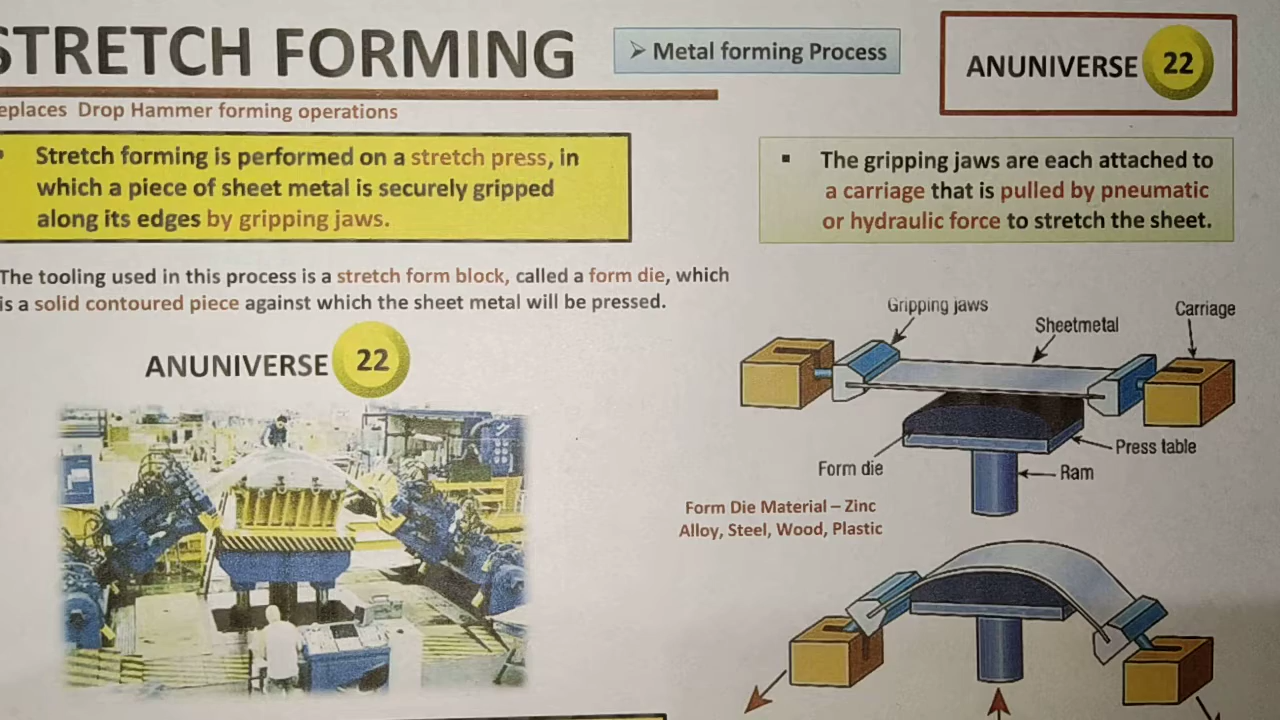 STRETCH FORMING
➢ Metal forming Process
ANUNIVERSE 22
eplaces Drop Hammer forming operations
Stretch forming is performed on a stretch press, in
which a piece of sheet metal is securely gripped
along its edges by gripping jaws.
▪ The gripping jaws are each attached to
a carriage that is pulled by pneumatic
or hydraulic force to stretch the sheet.
The tooling used in this process is a stretch form block, called a form die, which
is a solid contoured piece against which the sheet metal will be pressed.
ANUNIVERSE 22
Gripping jaws
Sheetmetal
Carriage
Form die
Press table
Ram
Form Die Material – Zinc
Alloy, Steel, Wood, Plastic